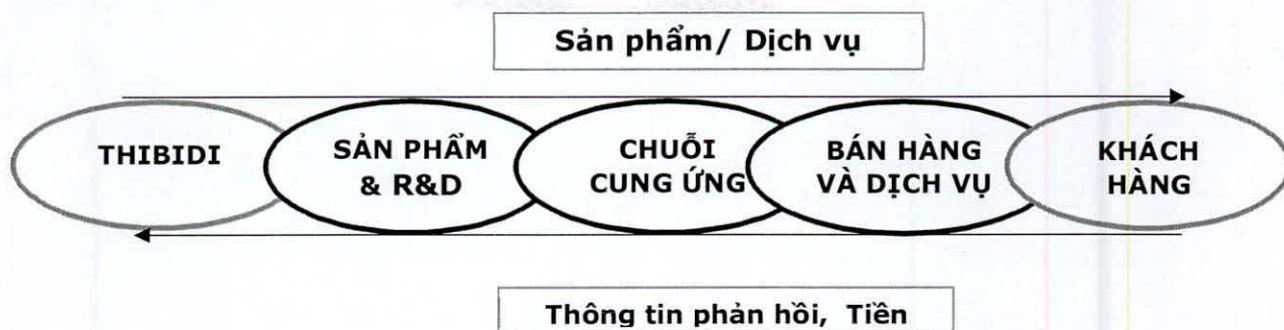 Sản phẩm/ Dịch vụ
THIBIDI
SẢN PHẨM
& R&D
CHUỖI
CUNG ỨNG
BÁN HÀNG
VÀ DỊCH VỤ
KHÁCH
HÀNG
Thông tin phản hồi, Tiền